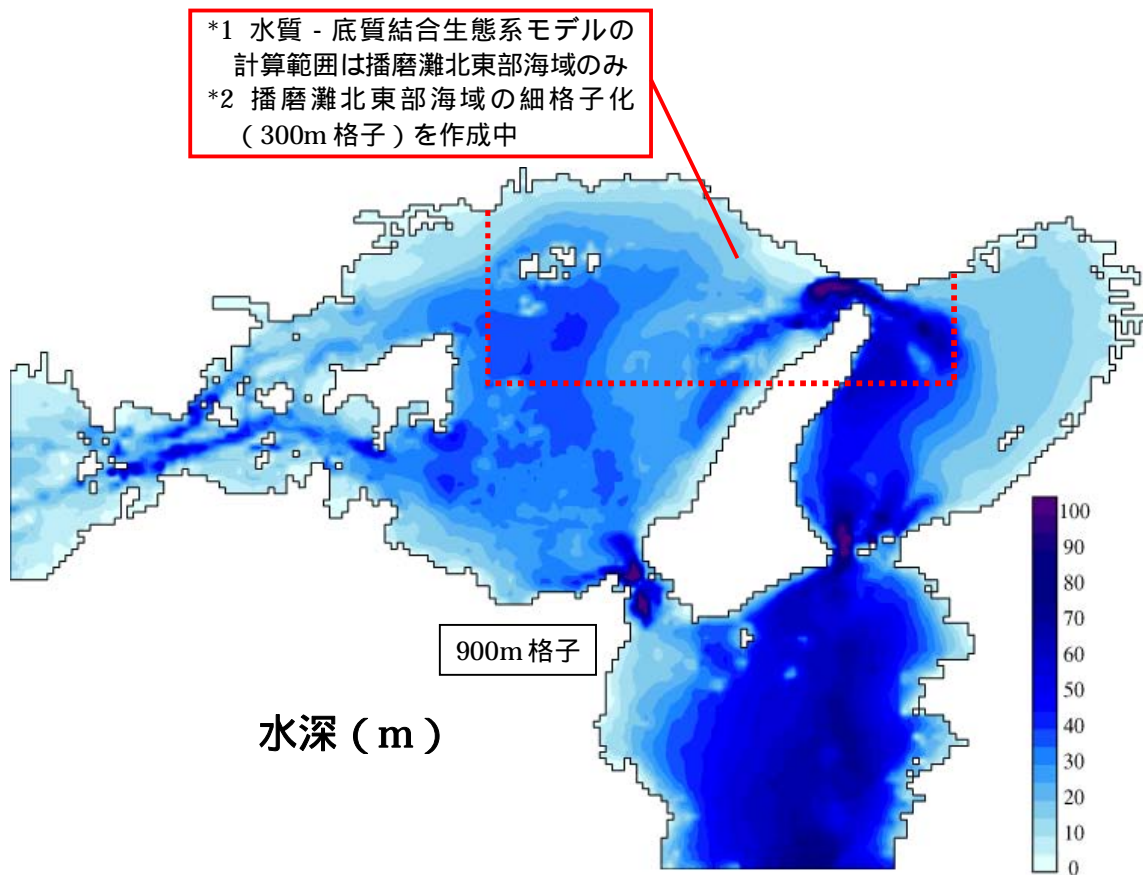 *1 水質 - 底質結合生態系モデルの
計算範囲は播磨灘北東部海域のみ
*2 播磨灘北東部海域の細格子化
(300m 格子)を作成中
900m 格子
水深(m)
100
90
80
70
60
50
40
30
20
10
0